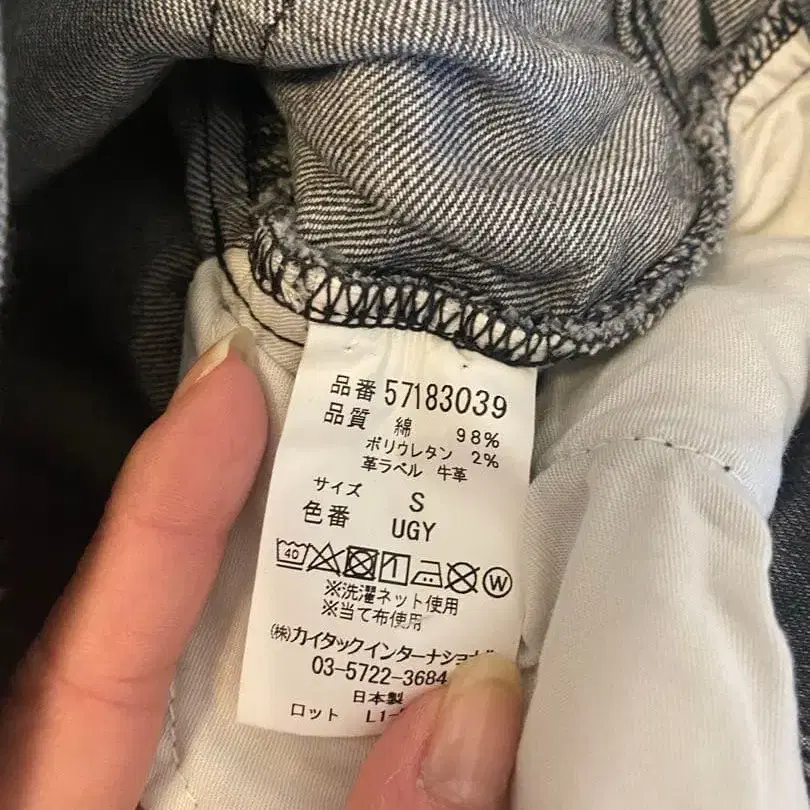 品番 57183039
品質 綿 98%
ポリウレタン 2%
革ラベル 牛革
サイズ S
色番 UGY
40 W
※洗濯ネット使用
※当て布使用
(株)カイタックインターナショナル
03-5722-3684
日本製
ロット L1-